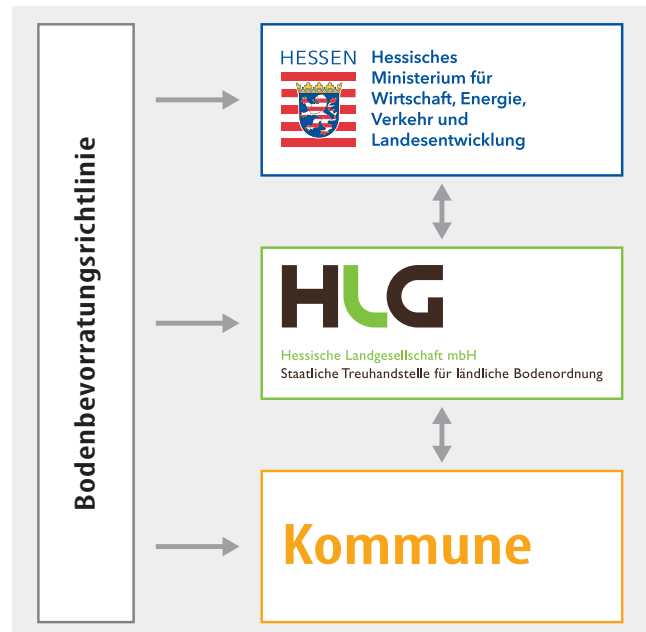 Bodenbevorratungsrichtlinie
HESSEN
Hessisches
Ministerium für
Wirtschaft, Energie,
Verkehr und
Landesentwicklung
HLG
Hessische Landgesellschaft mbH
Staatliche Treuhandstelle für ländliche Bodenordnung
Kommune